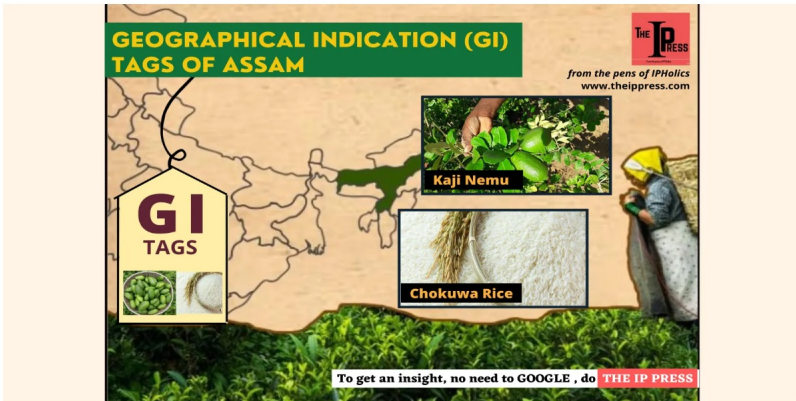 GEOGRAPHICAL INDICATION (GI)
TAGS OF ASSAM
THE IP PRESS
from the pens of IPHolics
www.theippress.com
Kaji Nemu
GI
TAGS
Chokuwa Rice
To get an insight, no need to GOOGLE , do THE IP PRESS